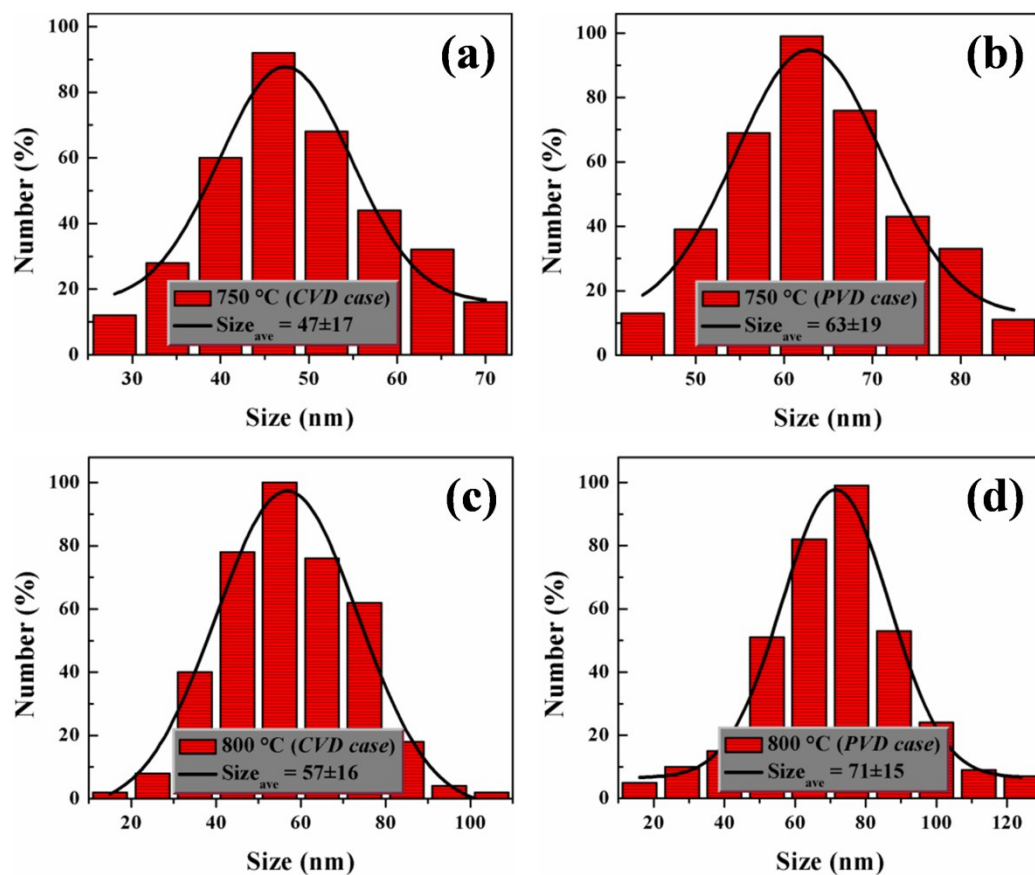 (a)
Number (%)
100
80
60
40
20
0
750 °C (CVD case)
Size_ave = 47±17
30 40 50 60 70
Size (nm)
(b)
Number (%)
100
80
60
40
20
0
750 °C (PVD case)
Size_ave = 63±19
50 60 70 80
Size (nm)
(c)
Number (%)
100
80
60
40
20
0
800 °C (CVD case)
Size_ave = 57±16
20 40 60 80 100
Size (nm)
(d)
Number (%)
100
80
60
40
20
0
800 °C (PVD case)
Size_ave = 71±15
20 40 60 80 100 120
Size (nm)